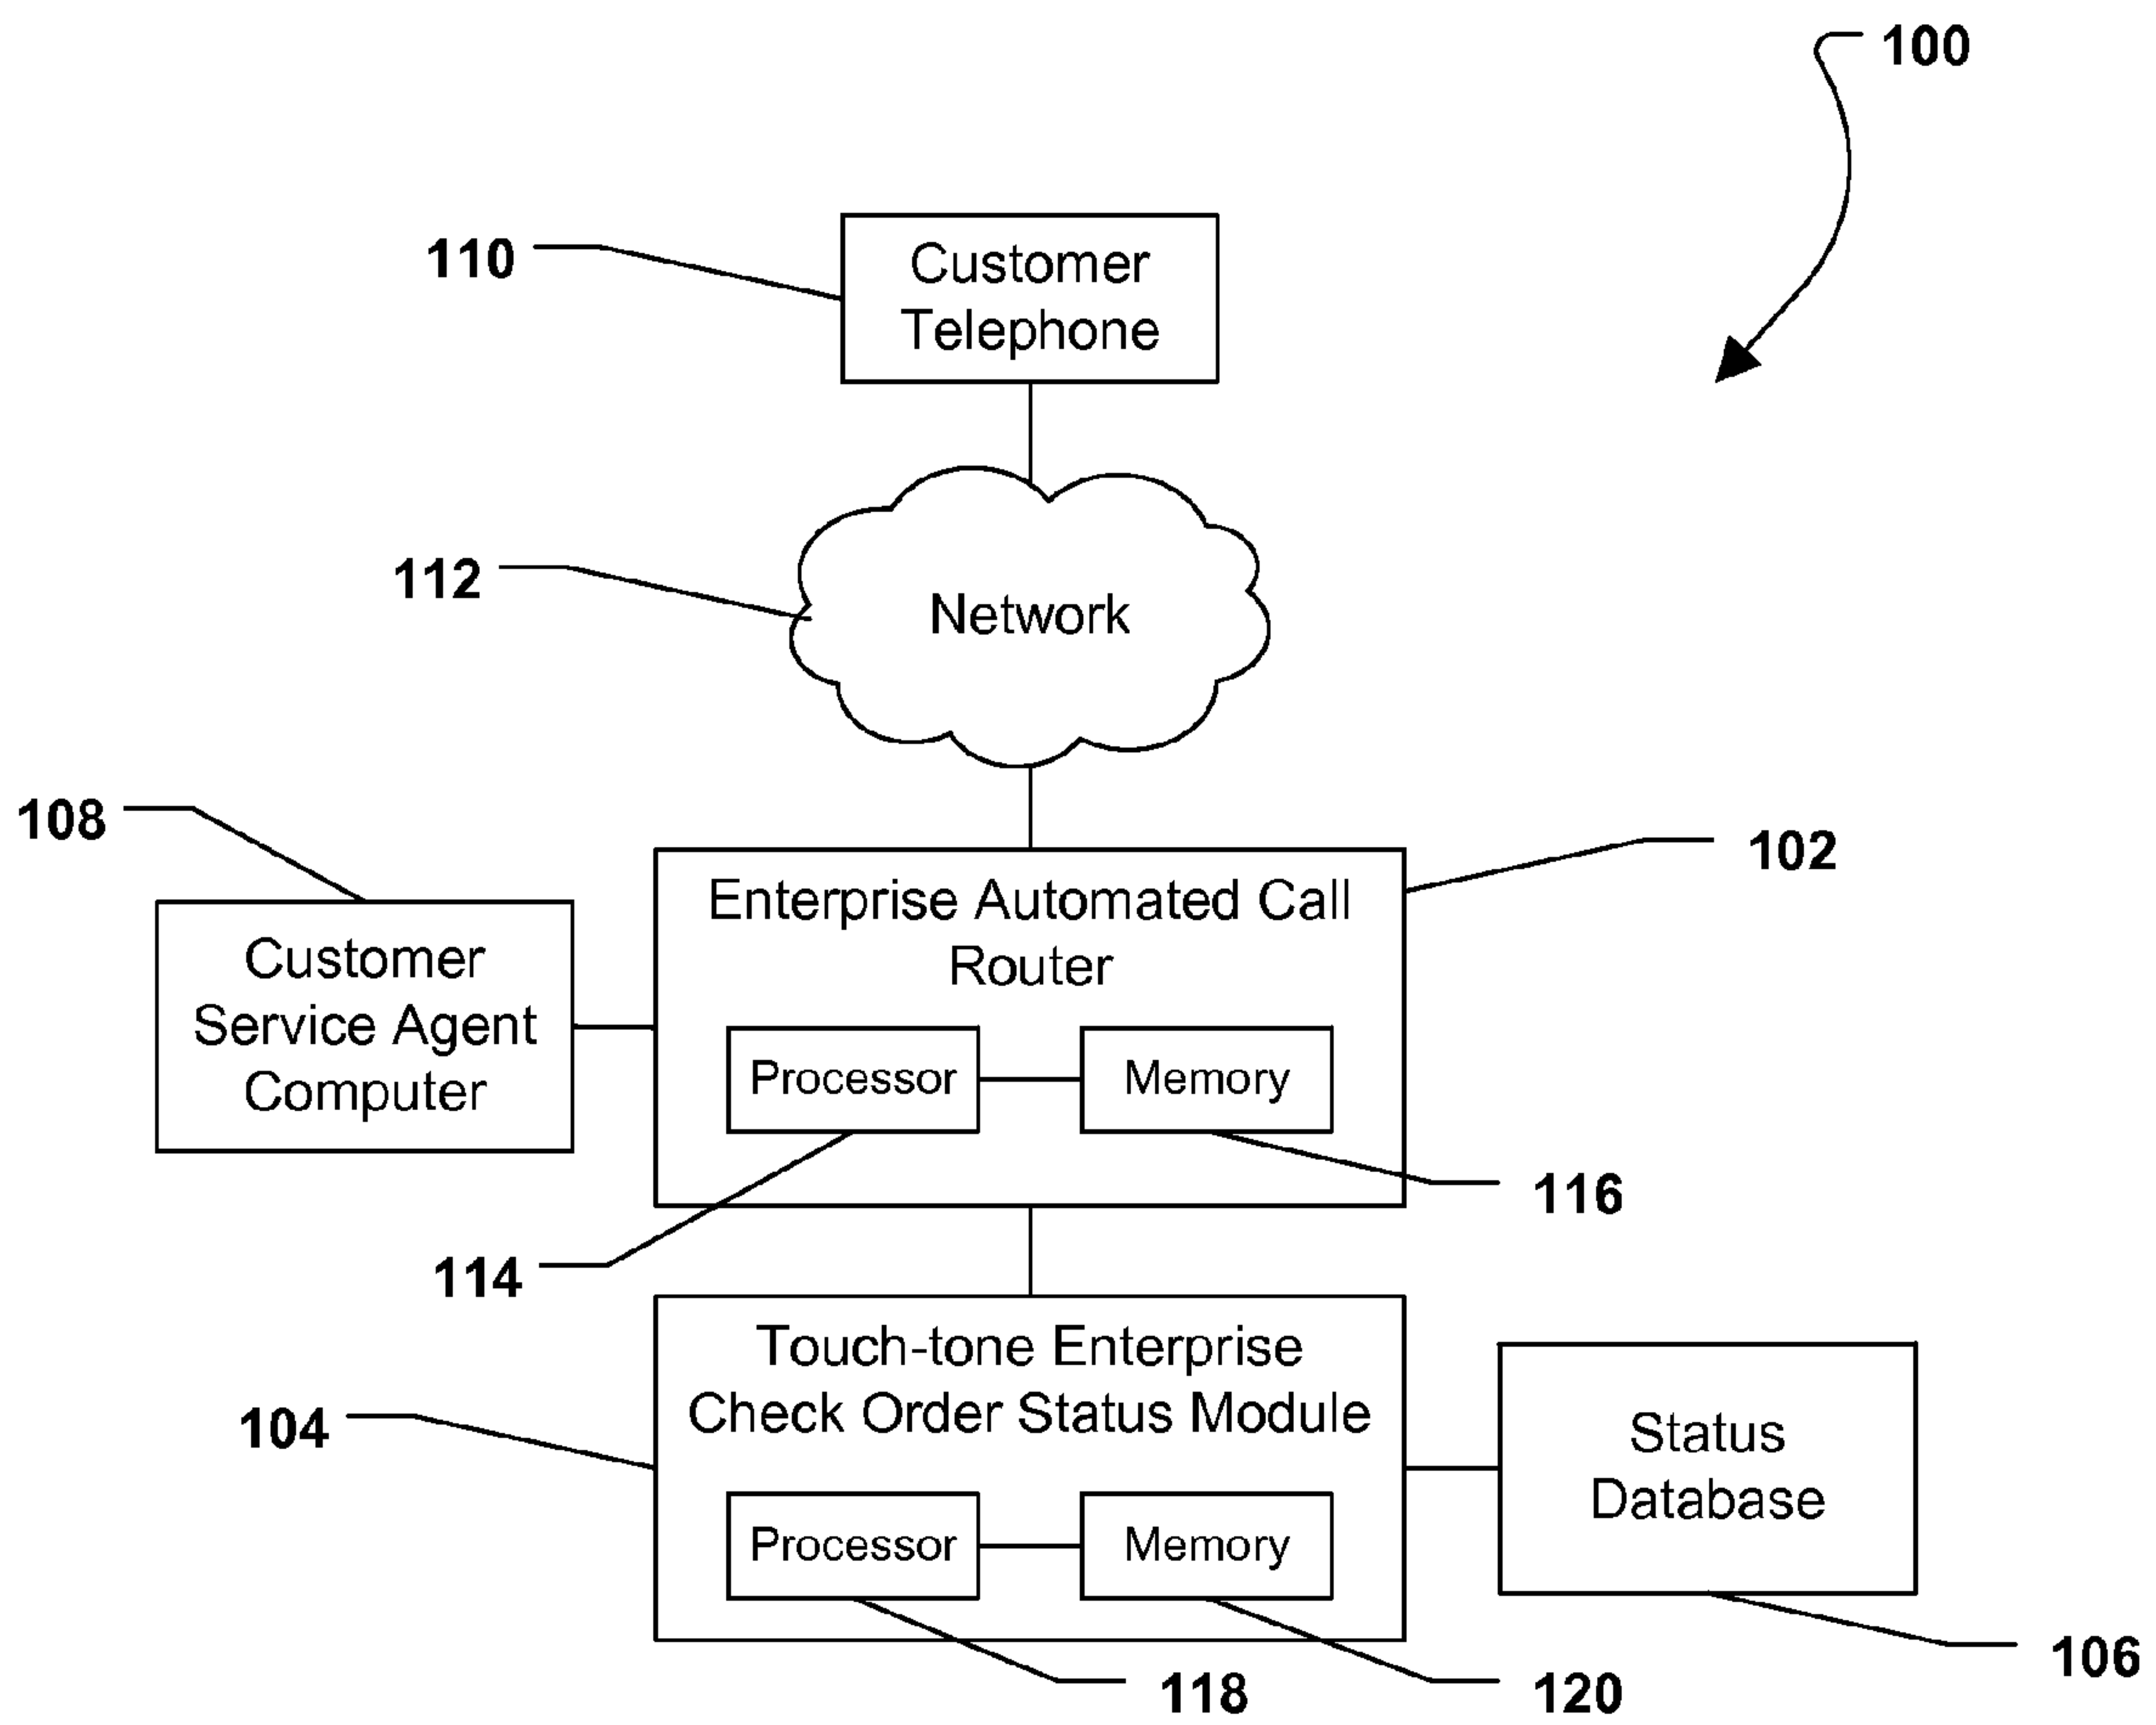 100
110
Customer
Telephone
112
Network
108
102
Enterprise Automated Call
Router
Customer
Service Agent
Computer
Processor
Memory
116
114
Touch-tone Enterprise
Check Order Status Module
104
Status
Database
Processor
Memory
106
118
120